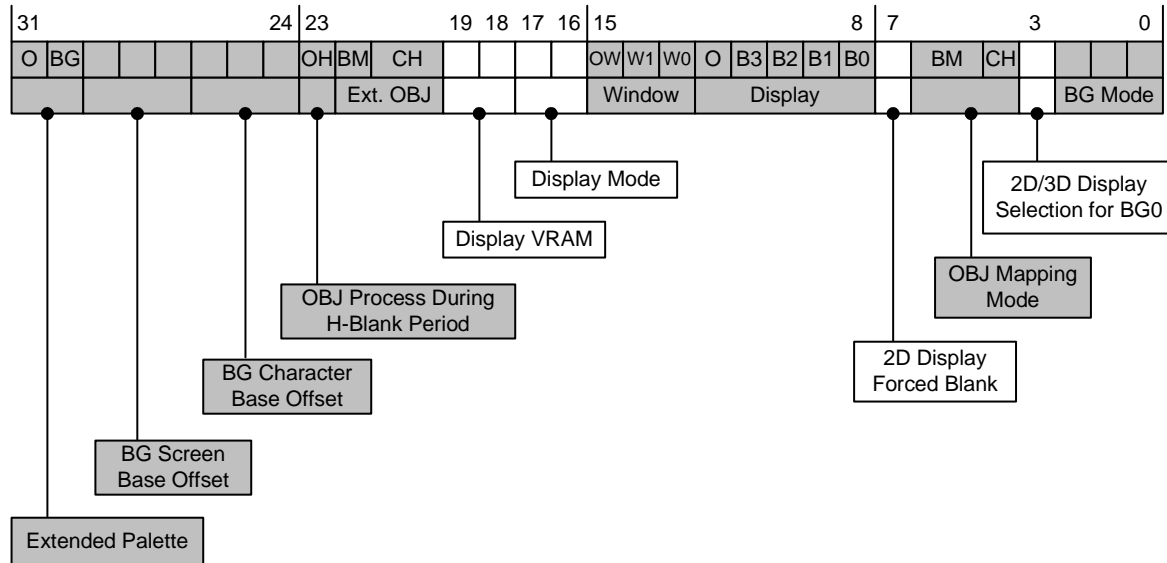 31 24 23 19 18 17 16 15 8 7 3 0
O BG OH BM CH OW W1 W0 O B3 B2 B1 B0 BM CH
Ext. OBJ Window Display BG Mode
Display Mode
2D/3D Display
Selection for BG0
Display VRAM
OBJ Mapping
Mode
OBJ Process During
H-Blank Period
2D Display
Forced Blank
BG Character
Base Offset
BG Screen
Base Offset
Extended Palette